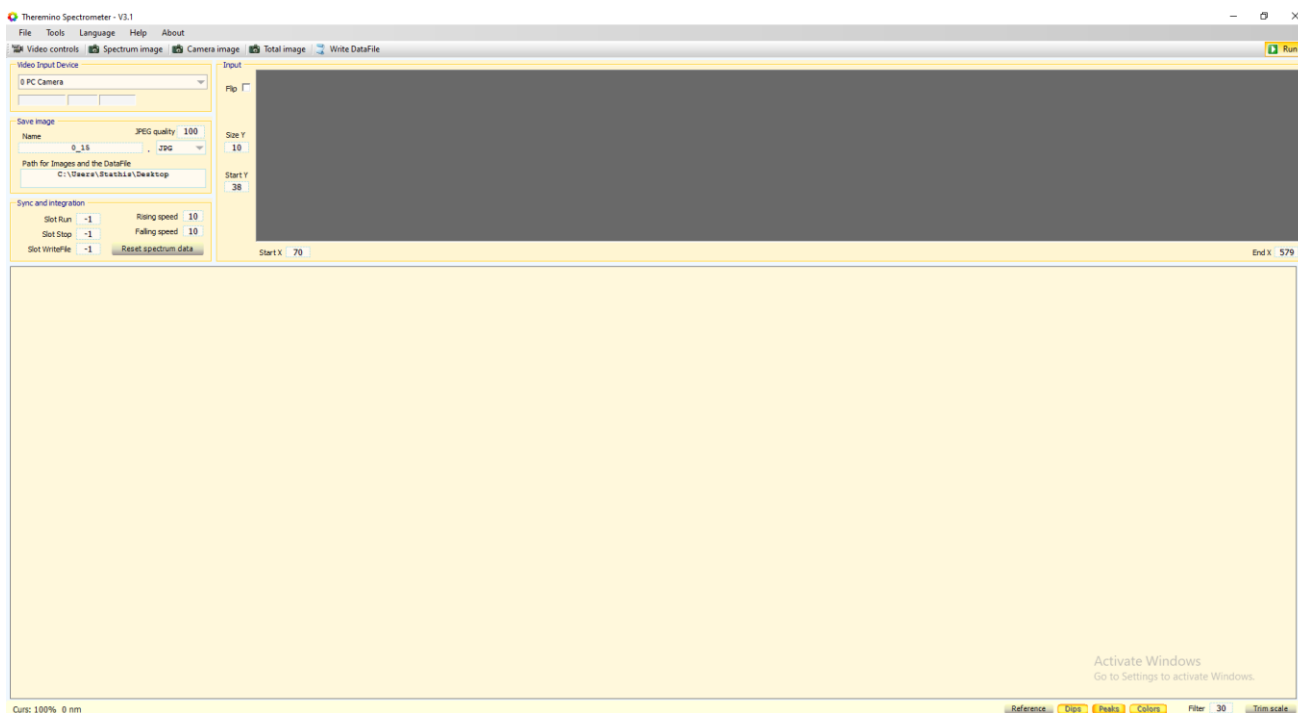 Theremino Spectrometer - V3.1
File Tools Language Help About
Video controls Spectrum image Camera image Total image Write DataFile Run
Video Input Device
0 PC Camera
Save image
Name JPEG quality 100
0_15 . JPG
Path for Images and the DataFile
C:\Users\Stathis\Desktop
Sync and integration
Slot Run -1 Rising speed 10
Slot Stop -1 Falling speed 10
Slot WriteFile -1 Reset spectrum data
Input
Flip
Size Y
10
Start Y
38
Start X 70 End X 579
Activate Windows
Go to Settings to activate Windows.
Curs: 100% 0 nm Reference Dips Peaks Colors Filter 30 Trim scale